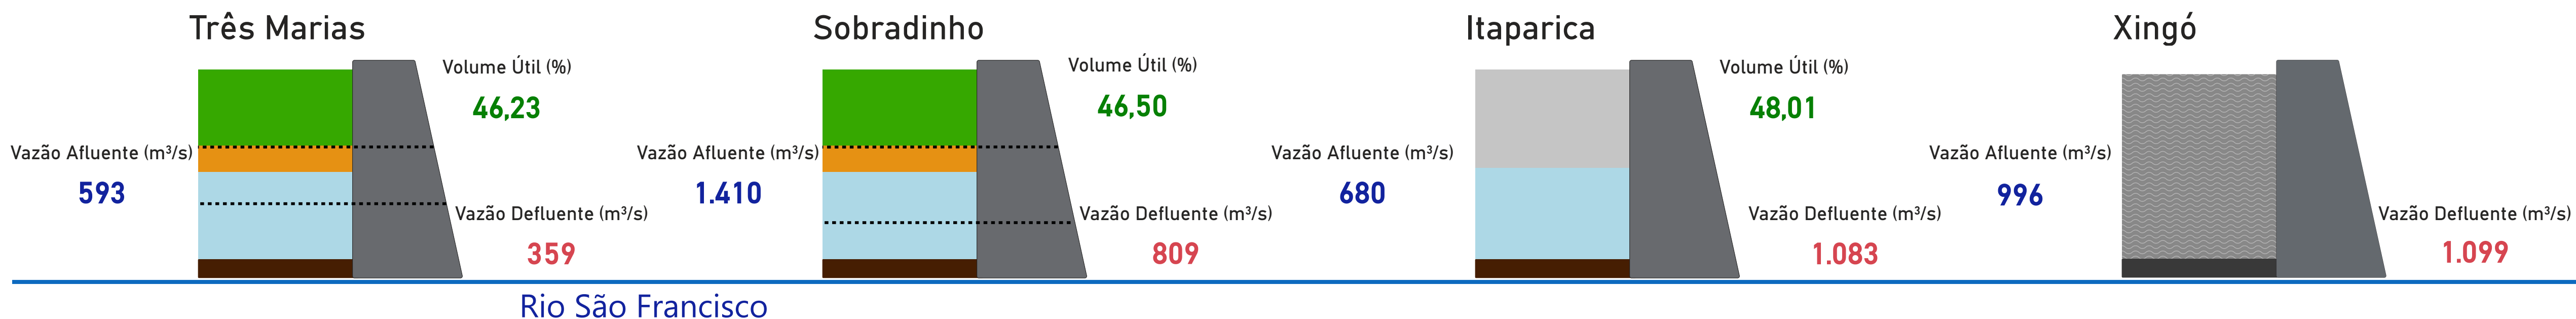 Três Marias
Volume Útil (%)
46,23
Vazão Afluente (m³/s)
593
Vazão Defluente (m³/s)
359
Sobradinho
Volume Útil (%)
46,50
Vazão Afluente (m³/s)
1.410
Vazão Defluente (m³/s)
809
Itaparica
Volume Útil (%)
48,01
Vazão Afluente (m³/s)
680
Vazão Defluente (m³/s)
1.083
Xingó
Vazão Afluente (m³/s)
996
Vazão Defluente (m³/s)
1.099
Rio São Francisco